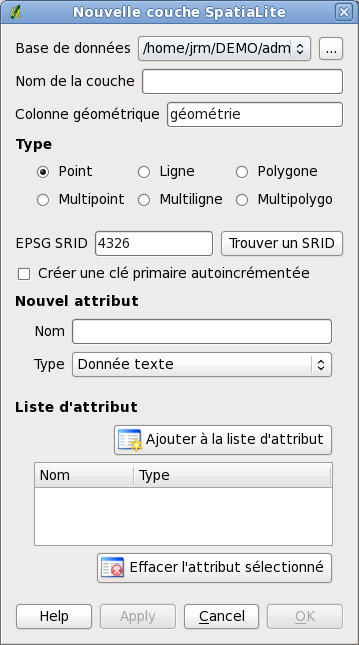 Nouvelle couche SpatiaLite
Base de données /home/jrm/DEMO/adm ...
Nom de la couche
Colonne géométrique géométrie
Type
Point Ligne Polygone
Multipoint Multiligne Multipolygo
EPSG SRID 4326 Trouver un SRID
Créer une clé primaire autoincrémentée
Nouvel attribut
Nom
Type Donnée texte
Liste d'attribut
Ajouter à la liste d'attribut
Nom Type
Effacer l'attribut sélectionné
Help Apply Cancel OK